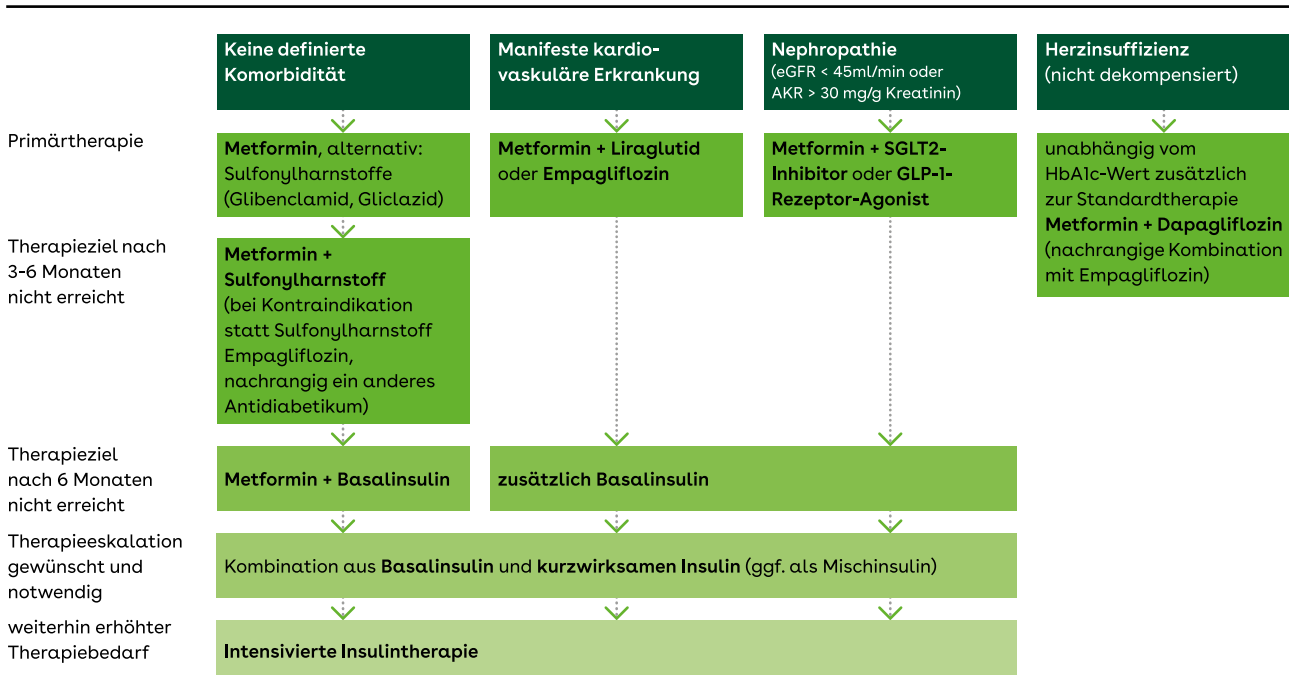 Keine definierte
Komorbidität
Manifeste kardio-
vaskuläre Erkrankung
Nephropathie
(eGFR < 45ml/min oder
AKR > 30 mg/g Kreatinin)
Herzinsuffizienz
(nicht dekompensiert)
Primärtherapie
Metformin, alternativ:
Sulfonylharnstoffe
(Glibenclamid, Gliclazid)
Metformin + Liraglutid
oder Empagliflozin
Metformin + SGLT2-
Inhibitor oder GLP-1-
Rezeptor-Agonist
unabhängig vom
HbA1c-Wert zusätzlich
zur Standardtherapie
Metformin + Dapagliflozin
(nachrangige Kombination
mit Empagliflozin)
Therapieziel nach
3-6 Monaten
nicht erreicht
Metformin +
Sulfonylharnstoff
(bei Kontraindikation
statt Sulfonylharnstoff
Empagliflozin,
nachrangig ein anderes
Antidiabetikum)
Therapieziel
nach 6 Monaten
nicht erreicht
Metformin + Basalinsulin
zusätzlich Basalinsulin
Therapieeskalation
gewünscht und
notwendig
Kombination aus Basalinsulin und kurzwirksamen Insulin (ggf. als Mischinsulin)
weiterhin erhöhter
Therapiebedarf
Intensivierte Insulintherapie